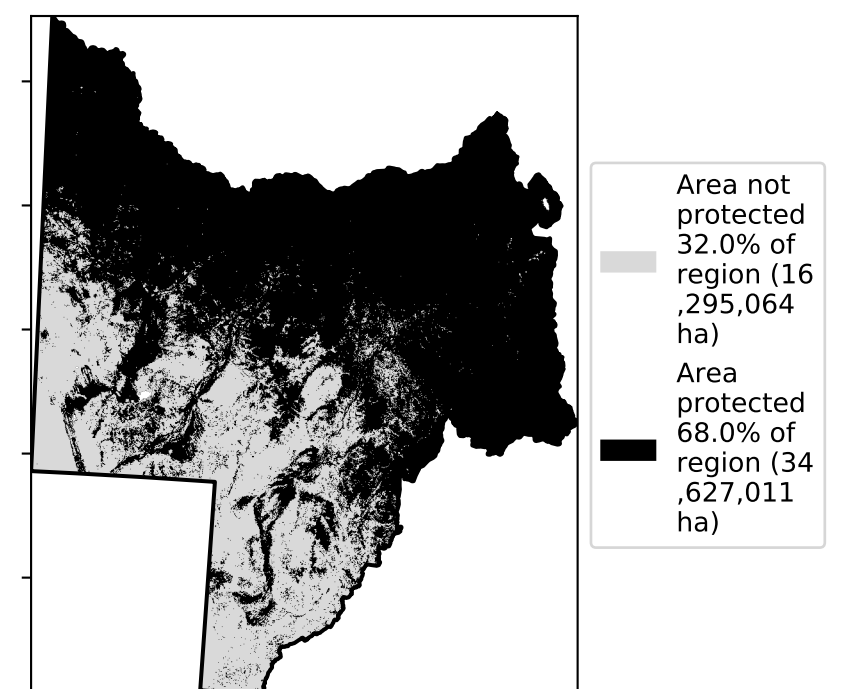 Area not
protected
32.0% of
region (16
,295,064
ha)
Area
protected
68.0% of
region (34
,627,011
ha)